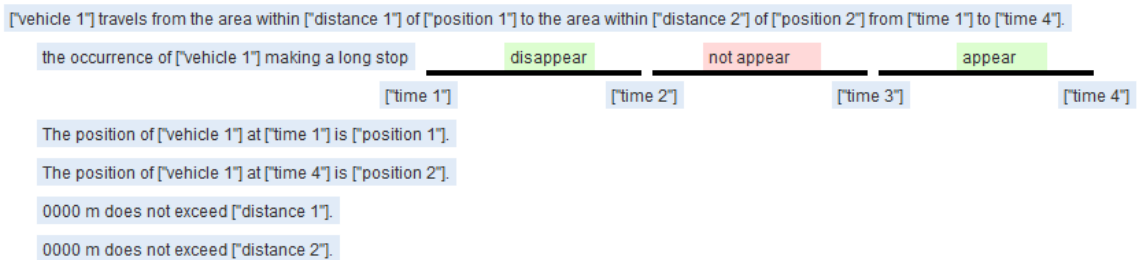 ["vehicle 1"] travels from the area within ["distance 1"] of ["position 1"] to the area within ["distance 2"] of ["position 2"] from ["time 1"] to ["time 4"].
the occurrence of ["vehicle 1"] making a long stop disappear not appear appear
["time 1"] ["time 2"] ["time 3"] ["time 4"]
The position of ["vehicle 1"] at ["time 1"] is ["position 1"].
The position of ["vehicle 1"] at ["time 4"] is ["position 2"].
0000 m does not exceed ["distance 1"].
0000 m does not exceed ["distance 2"].